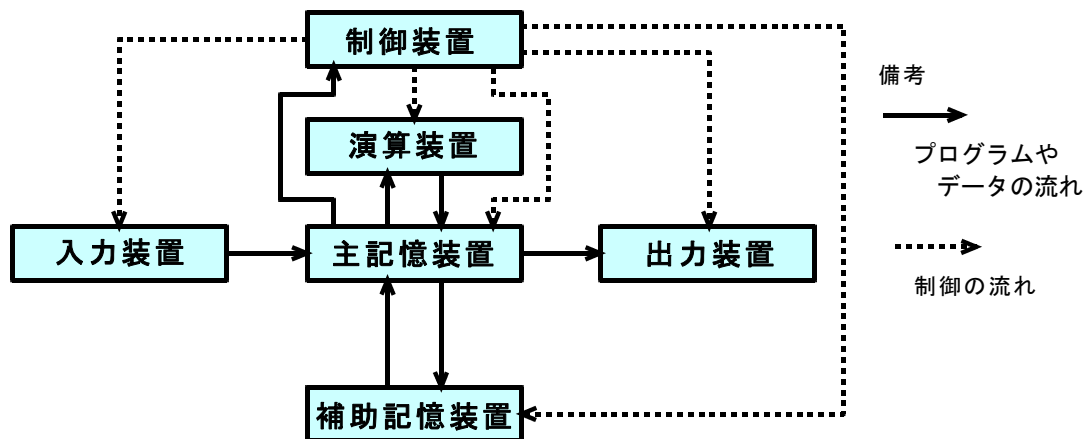 制御装置
備考
演算装置
プログラムや
データの流れ
入力装置
主記憶装置
出力装置
制御の流れ
補助記憶装置